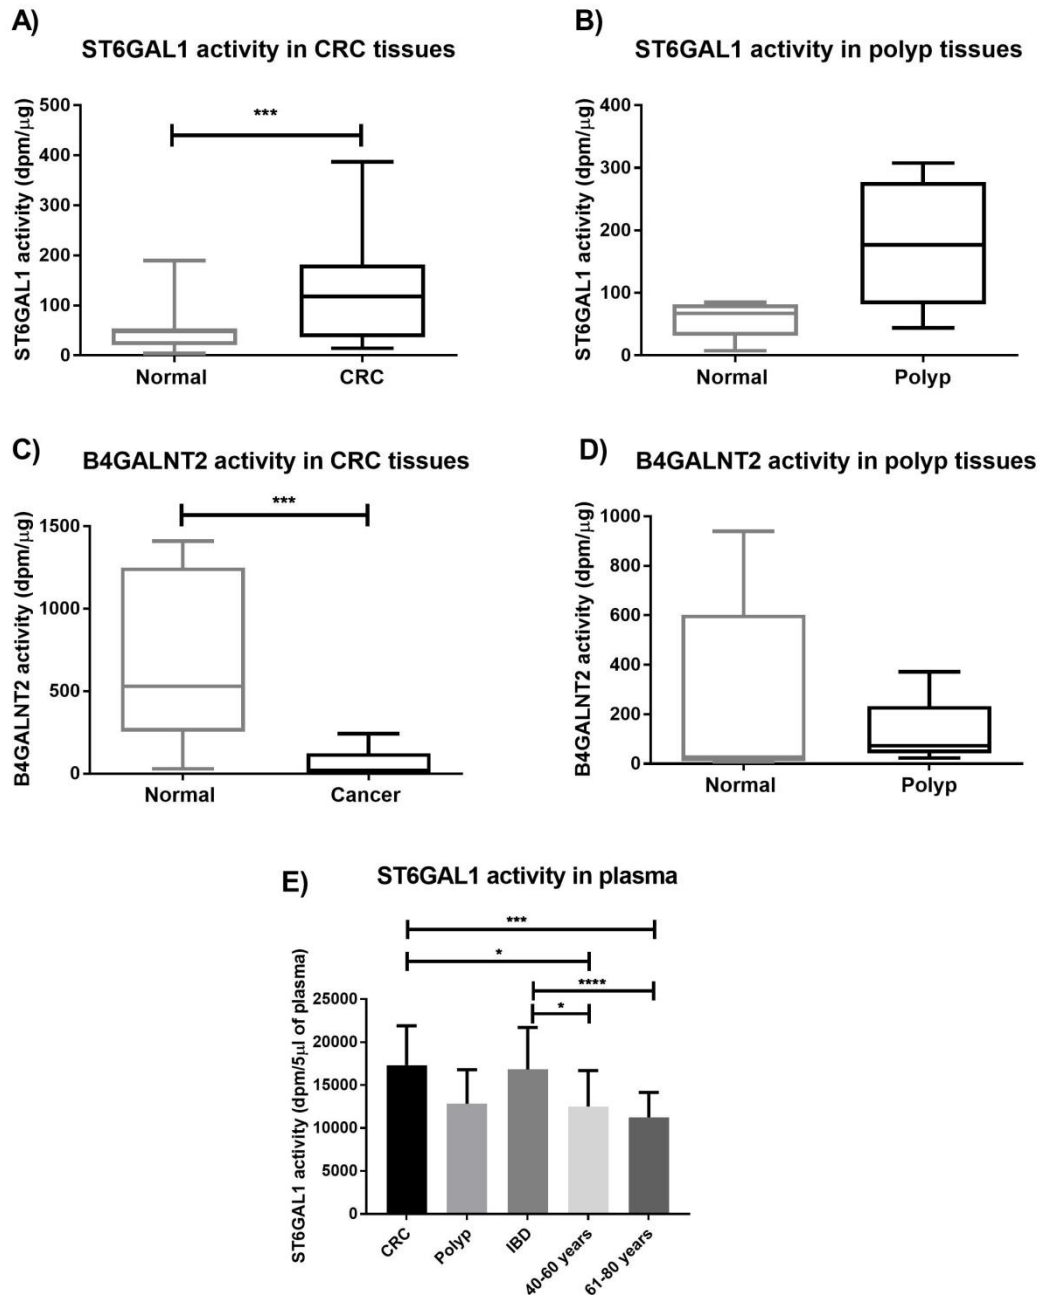 A)
ST6GAL1 activity in CRC tissues
ST6GAL1 activity (dpm/μg)
500
400
300
200
100
0
***
Normal
CRC
B)
ST6GAL1 activity in polyp tissues
ST6GAL1 activity (dpm/μg)
400
300
200
100
0
Normal
Polyp
C)
B4GALNT2 activity in CRC tissues
B4GALNT2 activity (dpm/μg)
1500
1000
500
0
***
Normal
Cancer
D)
B4GALNT2 activity in polyp tissues
B4GALNT2 activity (dpm/μg)
1000
800
600
400
200
0
Normal
Polyp
E)
ST6GAL1 activity in plasma
ST6GAL1 activity (dpm/5μl of plasma)
***
*
****
*
25000
20000
15000
10000
5000
0
CRC
Polyp
IBD
40-60 years
61-80 years